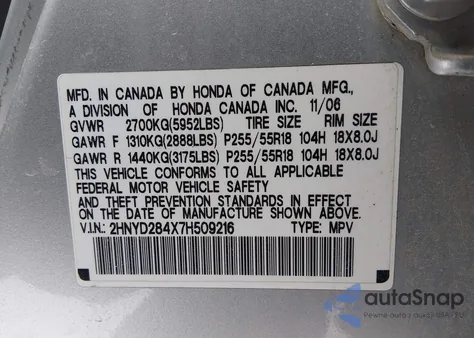 MFD. IN CANADA BY HONDA OF CANADA MFG.,
A DIVISION OF HONDA CANADA INC. 11/06
GVWR 2700KG(5952LBS) TIRE SIZE RIM SIZE
GAWR F 1310KG(2888LBS) P255/55R18 104H 18X8.0J
GAWR R 1440KG(3175LBS) P255/55R18 104H 18X8.0J
THIS VEHICLE CONFORMS TO ALL APPLICABLE
FEDERAL MOTOR VEHICLE SAFETY
AND THEFT PREVENTION STANDARDS IN EFFECT
ON THE DATE OF MANUFACTURE SHOWN ABOVE.
V.I.N.: 2HNYD284X7H509216 TYPE: MPV
autoSnap
Pewne auto z USA